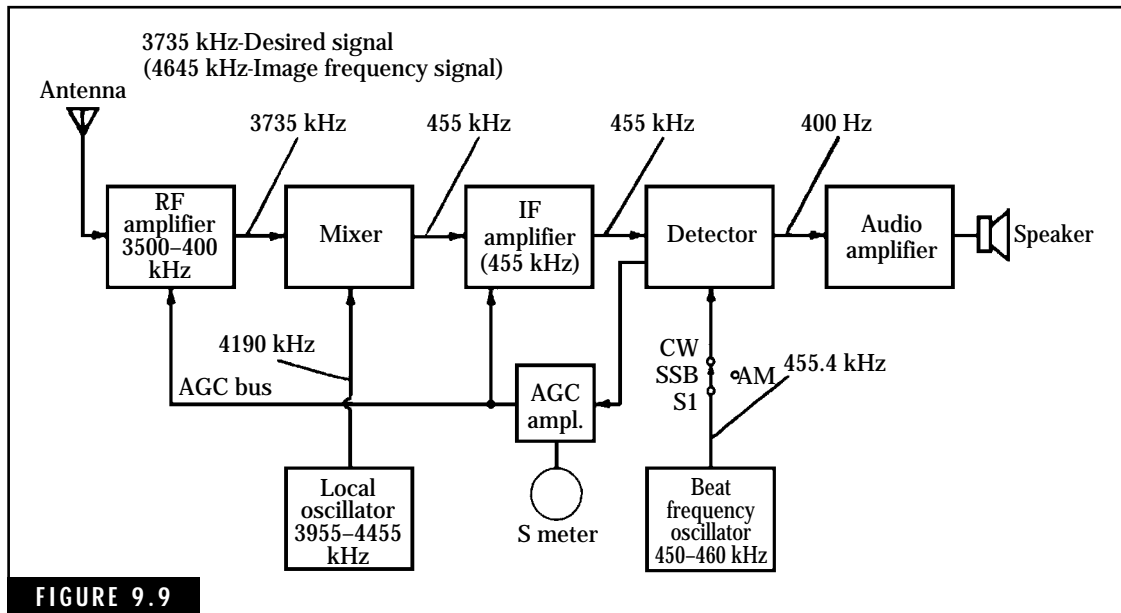 3735 kHz-Desired signal
(4645 kHz-Image frequency signal)
Antenna
3735 kHz
455 kHz
455 kHz
400 Hz
RF
amplifier
3500–400
kHz
Mixer
IF
amplifier
(455 kHz)
Detector
Audio
amplifier
Speaker
4190 kHz
AGC bus
AGC
ampl.
CW
SSB
S1
AM
455.4 kHz
Local
oscillator
3955–4455
kHz
S meter
Beat
frequency
oscillator
450–460 kHz
FIGURE 9.9